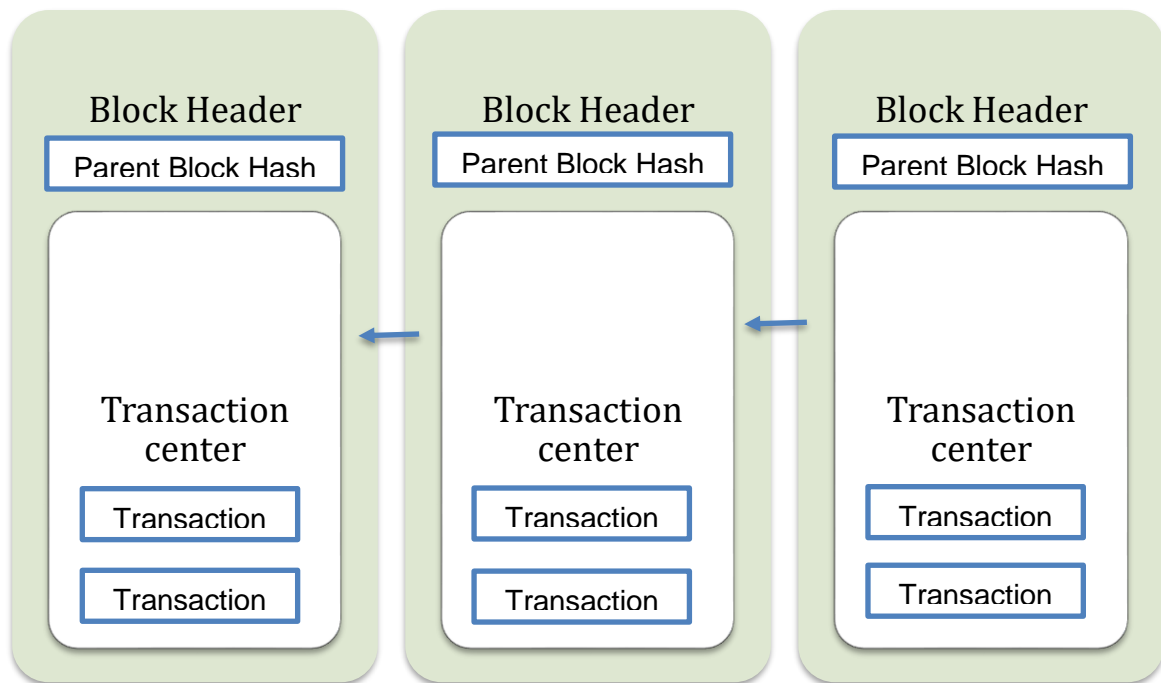 Block Header
Parent Block Hash
Transaction
center
Transaction
Transaction
Block Header
Parent Block Hash
Transaction
center
Transaction
Transaction
Block Header
Parent Block Hash
Transaction
center
Transaction
Transaction